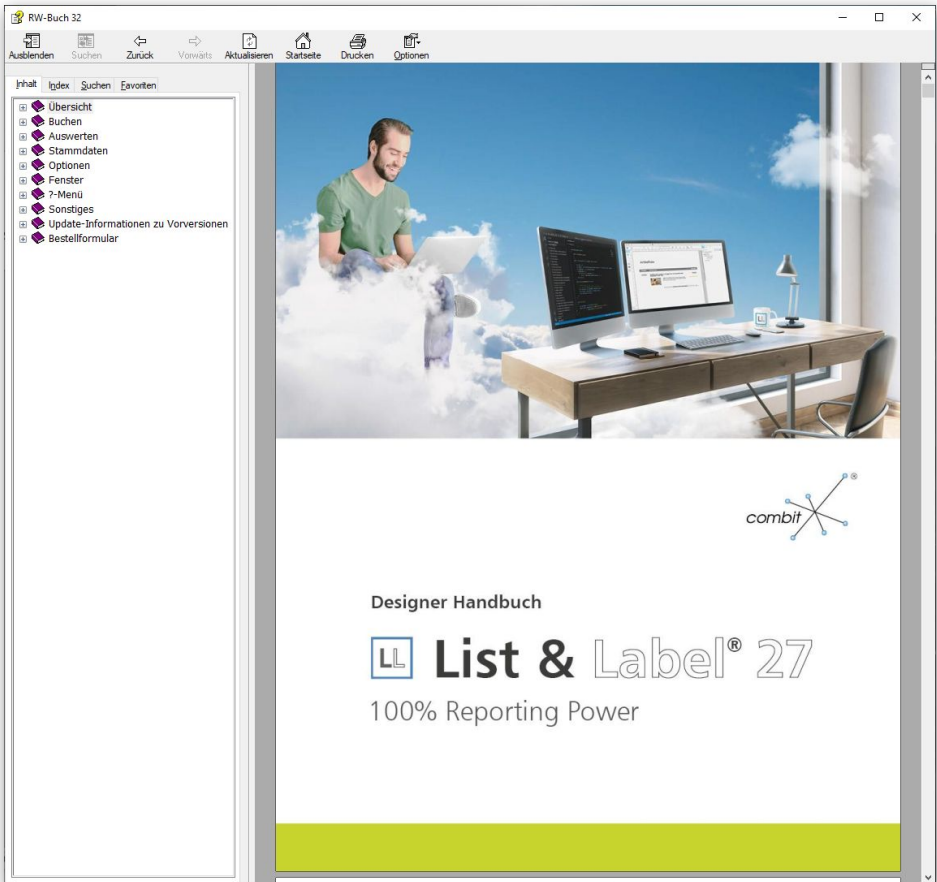 RW-Buch 32
Ausblenden Suchen Zurück Vorwärts Aktualisieren Startseite Drucken Optionen
Inhalt Index Suchen Favoriten
Übersicht
Buchen
Auswerten
Stammdaten
Optionen
Fenster
?-Menü
Sonstiges
Update-Informationen zu Vorversionen
Bestellformular
LL
combit®
Designer Handbuch
LL List & Label® 27
100% Reporting Power